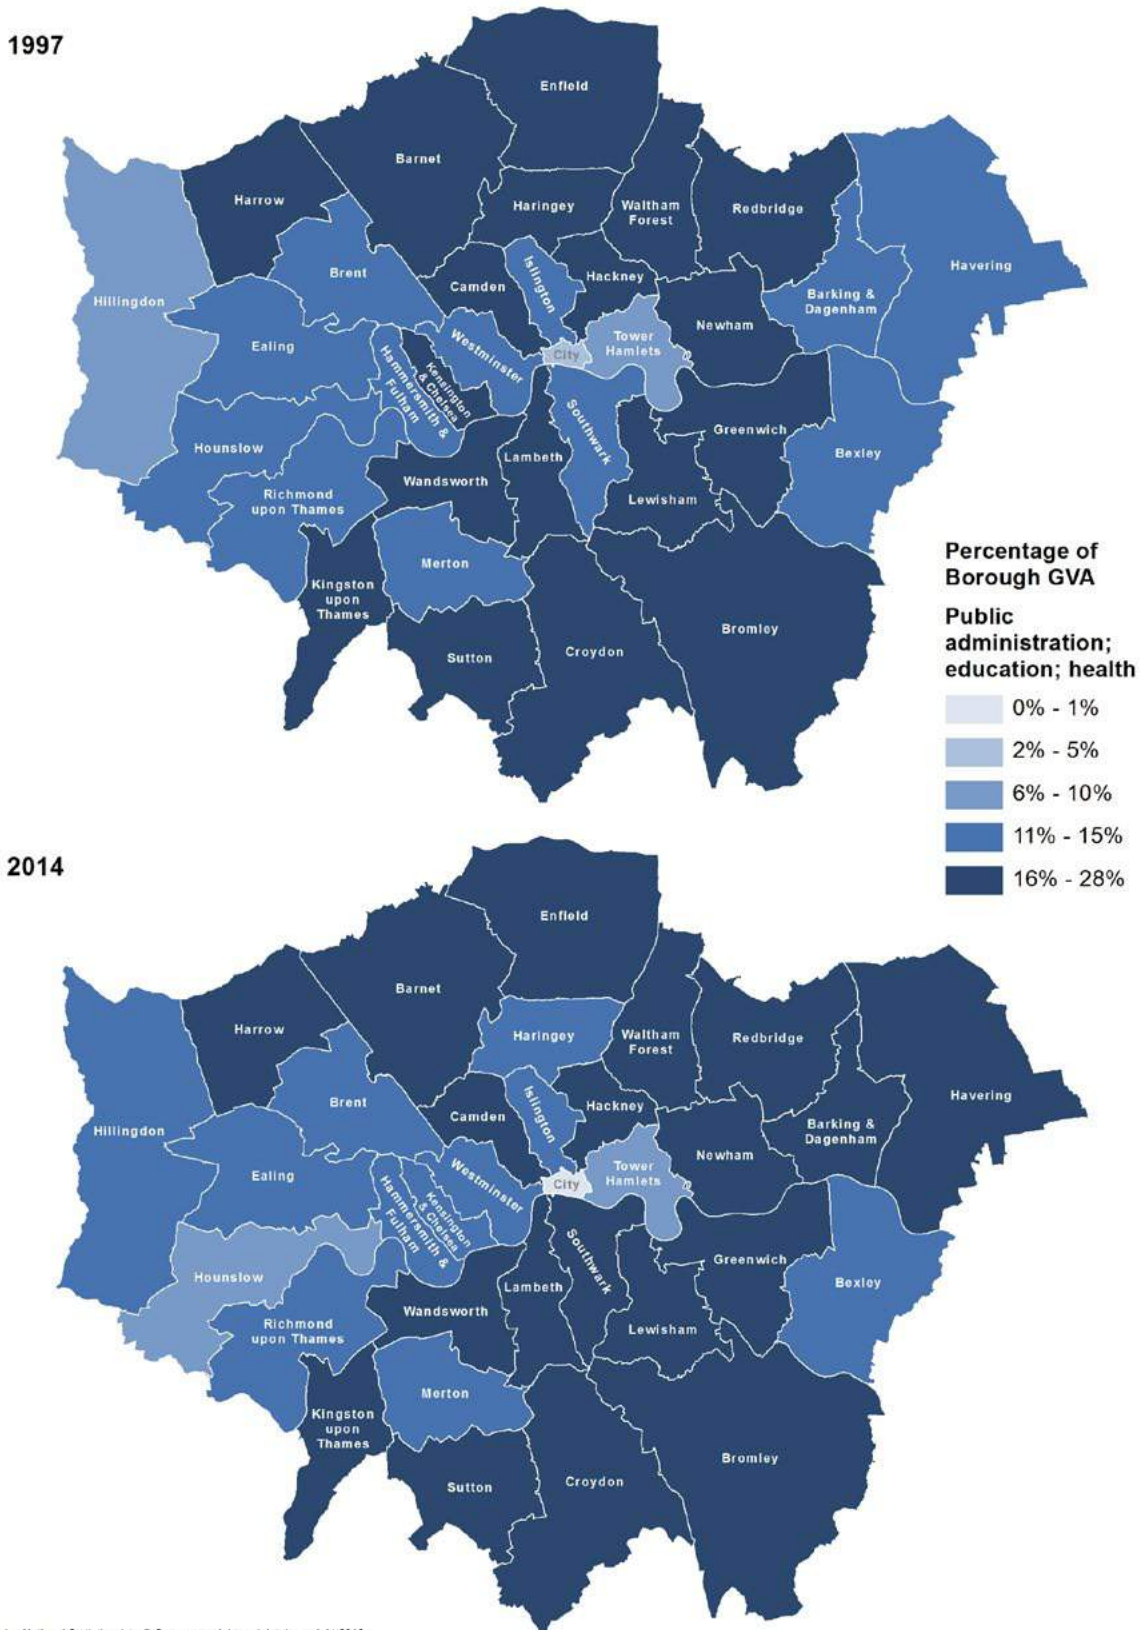 1997
Enfield
Barnet
Harrow
Haringey
Waltham
Forest
Redbridge
Havering
Brent
Islington
Hackney
Camden
Hillingdon
Barking &
Dagenham
Newham
Ealing
Westminster
City
Tower
Hamlets
Hammersmith &
Fulham
Kensington
& Chelsea
Southwark
Greenwich
Hounslow
Bexley
Lambeth
Wandsworth
Richmond
upon Thames
Lewisham
Merton
Kingston
upon
Thames
Bromley
Sutton
Croydon
Percentage of
Borough GVA
Public
administration;
education; health
0% - 1%
2% - 5%
6% - 10%
11% - 15%
16% - 28%
2014
Enfield
Barnet
Harrow
Haringey
Waltham
Forest
Redbridge
Havering
Brent
Islington
Hackney
Camden
Hillingdon
Barking &
Dagenham
Newham
Ealing
Westminster
City
Tower
Hamlets
Hammersmith &
Fulham
Kensington
& Chelsea
Southwark
Greenwich
Hounslow
Bexley
Lambeth
Wandsworth
Richmond
upon Thames
Lewisham
Merton
Kingston
upon
Thames
Bromley
Sutton
Croydon